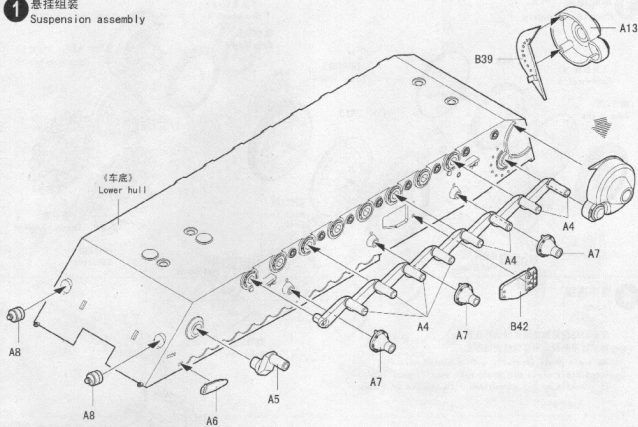 1 悬挂组装
Suspension assembly
A13
B39
《车底》
Lower hull
A4
A7
A4
B42
A4
A7
A7
A8
A5
A6
A8